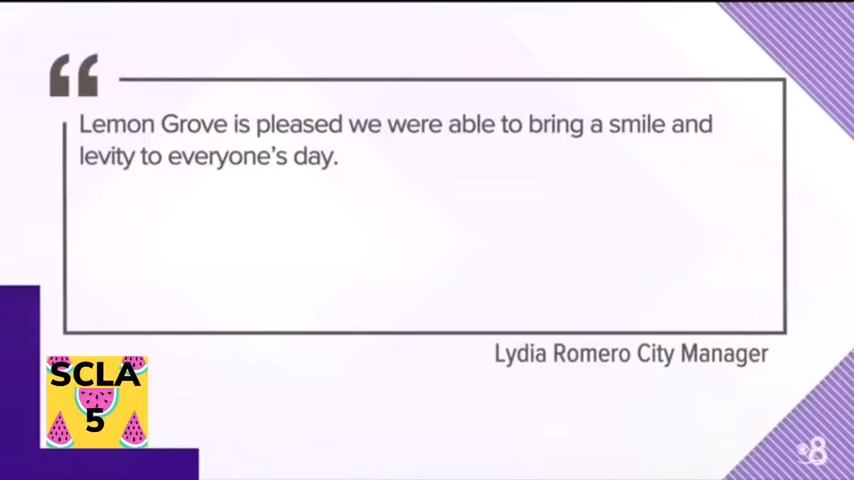 “
Lemon Grove is pleased we were able to bring a smile and
levity to everyone’s day.
Lydia Romero City Manager
SCLA
5
8